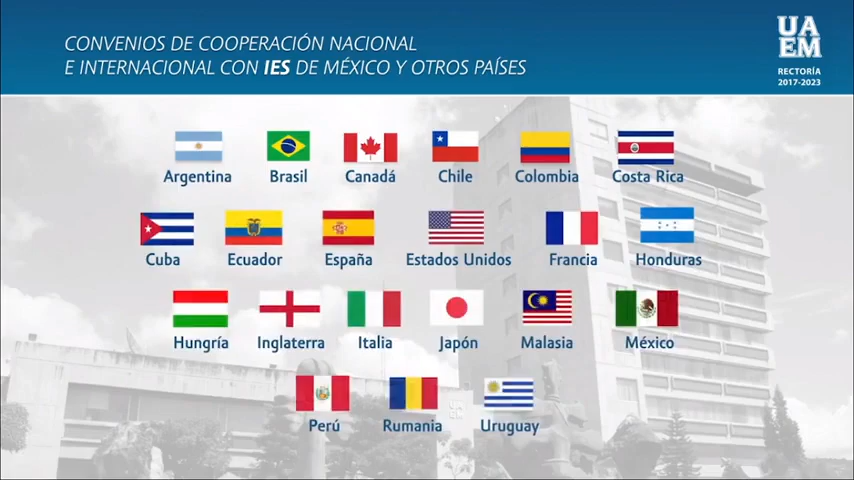 CONVENIOS DE COOPERACIÓN NACIONAL
E INTERNACIONAL CON IES DE MÉXICO Y OTROS PAÍSES
UA
EM
RECTORÍA
2017-2023
Argentina Brasil Canadá Chile Colombia Costa Rica
Cuba Ecuador España Estados Unidos Francia Honduras
Hungría Inglaterra Italia Japón Malasia México
Perú Rumania Uruguay